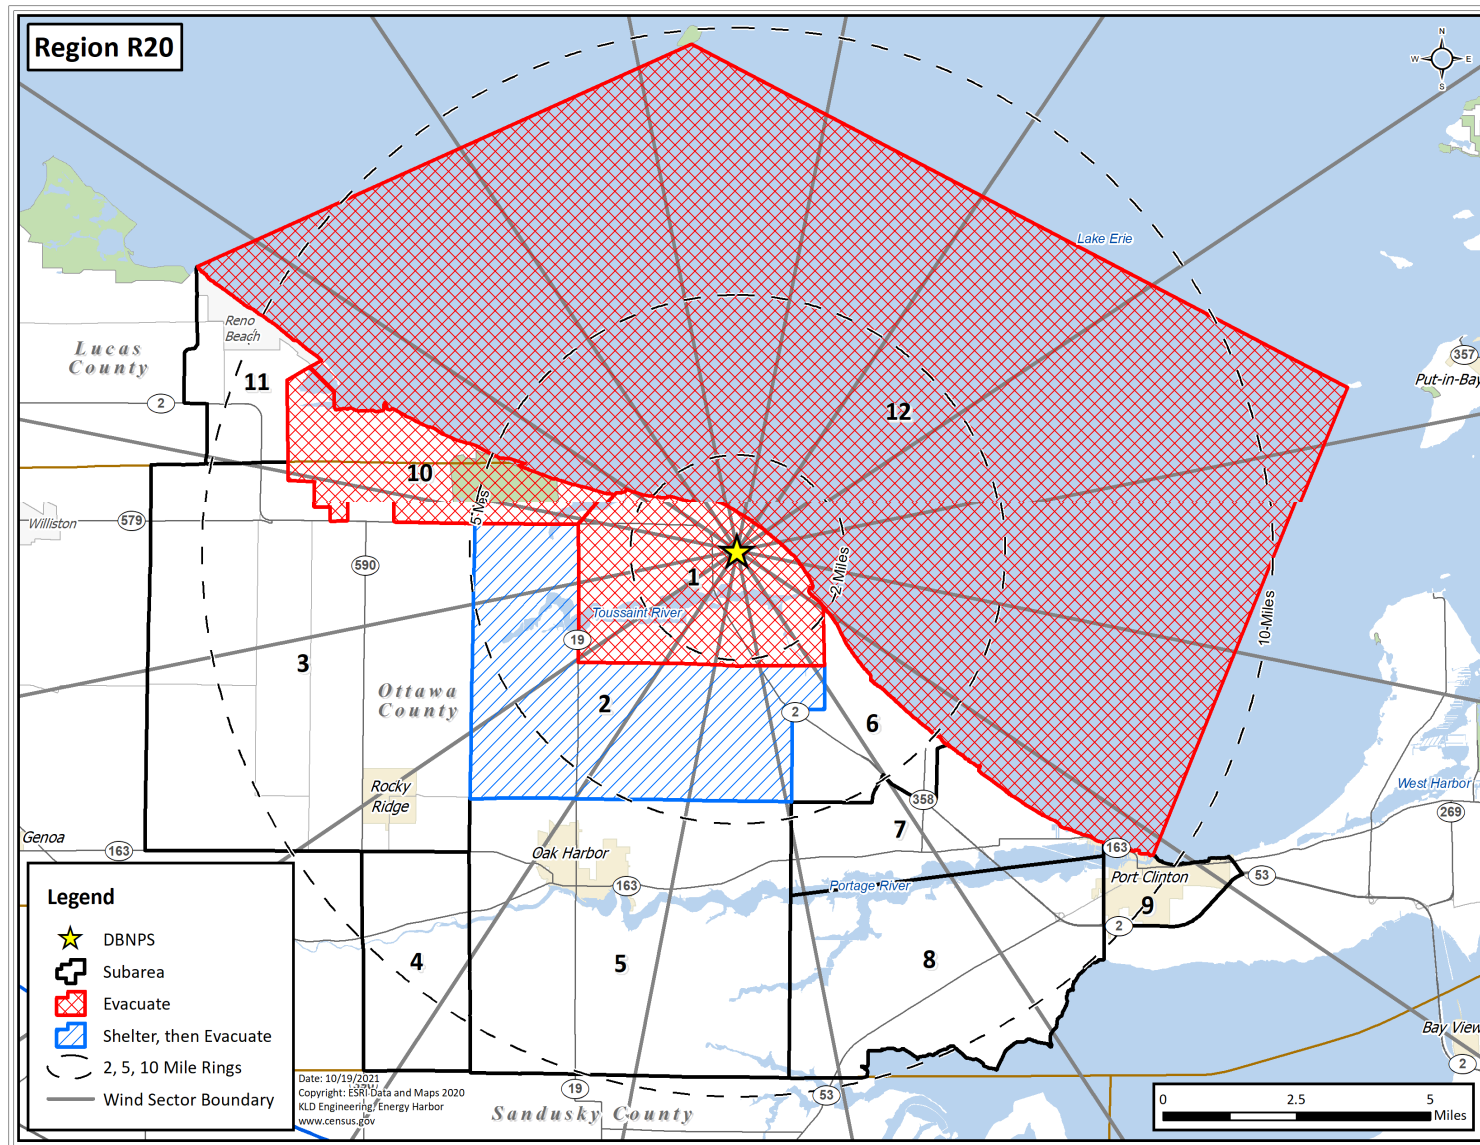 Region R20
N
W
E
S
Lake Erie
Reno
Beach
Lucas
County
357
Put-in-Bay
11
2
12
10
5 Miles
Williston
579
590
1
2 Miles
Toussaint River
19
10 Miles
3
Ottawa
County
2
2
6
West Harbor
Rocky
Ridge
358
269
7
Genoa
163
Oak Harbor
163
163
Port Clinton
53
Portage River
9
2
4
5
8
Bay View
2
Legend
DBNPS
Subarea
Evacuate
Shelter, then Evacuate
2, 5, 10 Mile Rings
Wind Sector Boundary
Date: 10/19/2021
Copyright: ESRI Data and Maps 2020
KLD Engineering, Energy Harbor
www.census.gov
19
53
Sandusky County
0
2.5
5
Miles